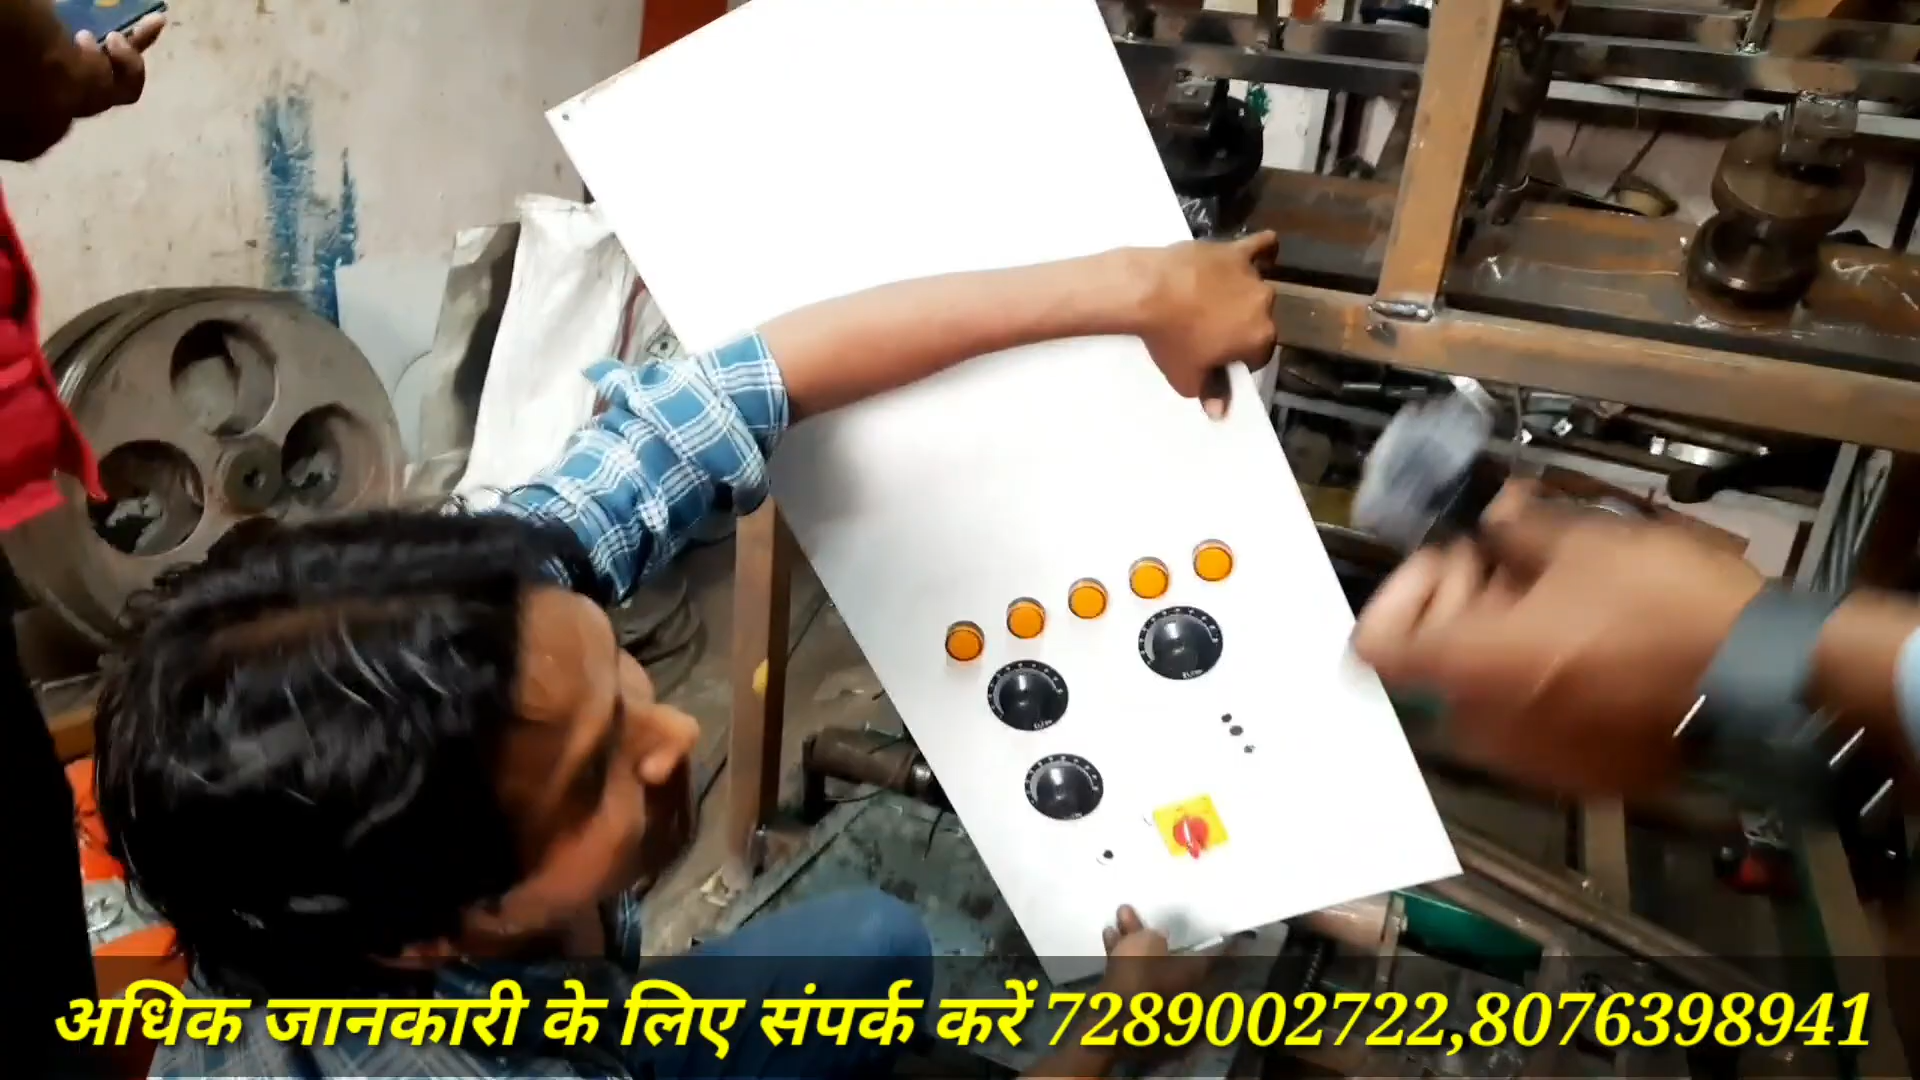 अधिक जानकारी के लिए संपर्क करें 7289002722,8076398941